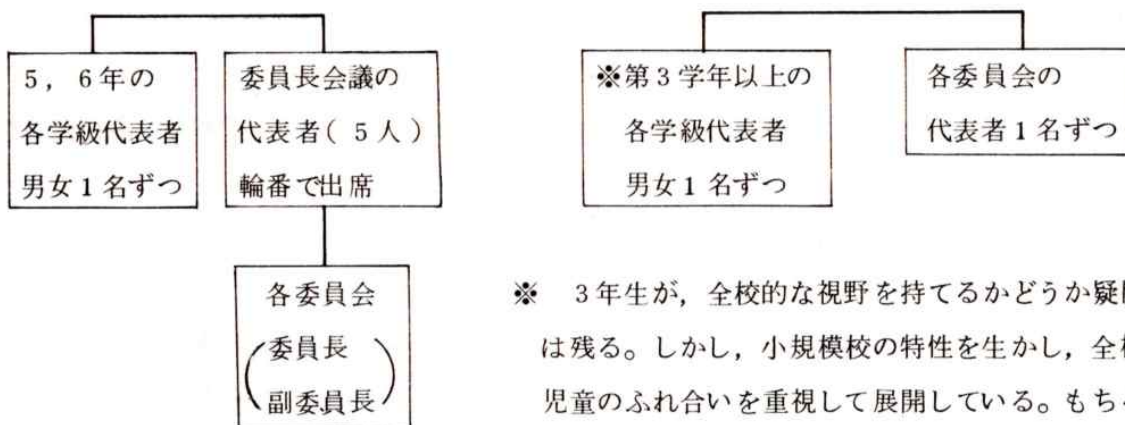 5，6年の
各学級代表者
男女1名ずつ
委員長会議の
代表者（5人）
輪番で出席
各委員会
（委員長
副委員長）
※第3学年以上の
各学級代表者
男女1名ずつ
各委員会の
代表者1名ずつ
※　3年生が，全校的な視野を持てるかどうか疑
は残る。しかし，小規模校の特性を生かし，全
児童のふれ合いを重視して展開している。もち